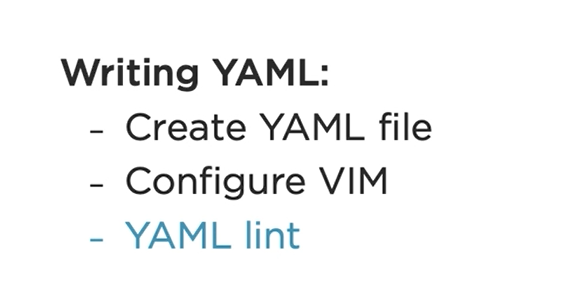 Writing YAML:
– Create YAML file
– Configure VIM
– YAML lint